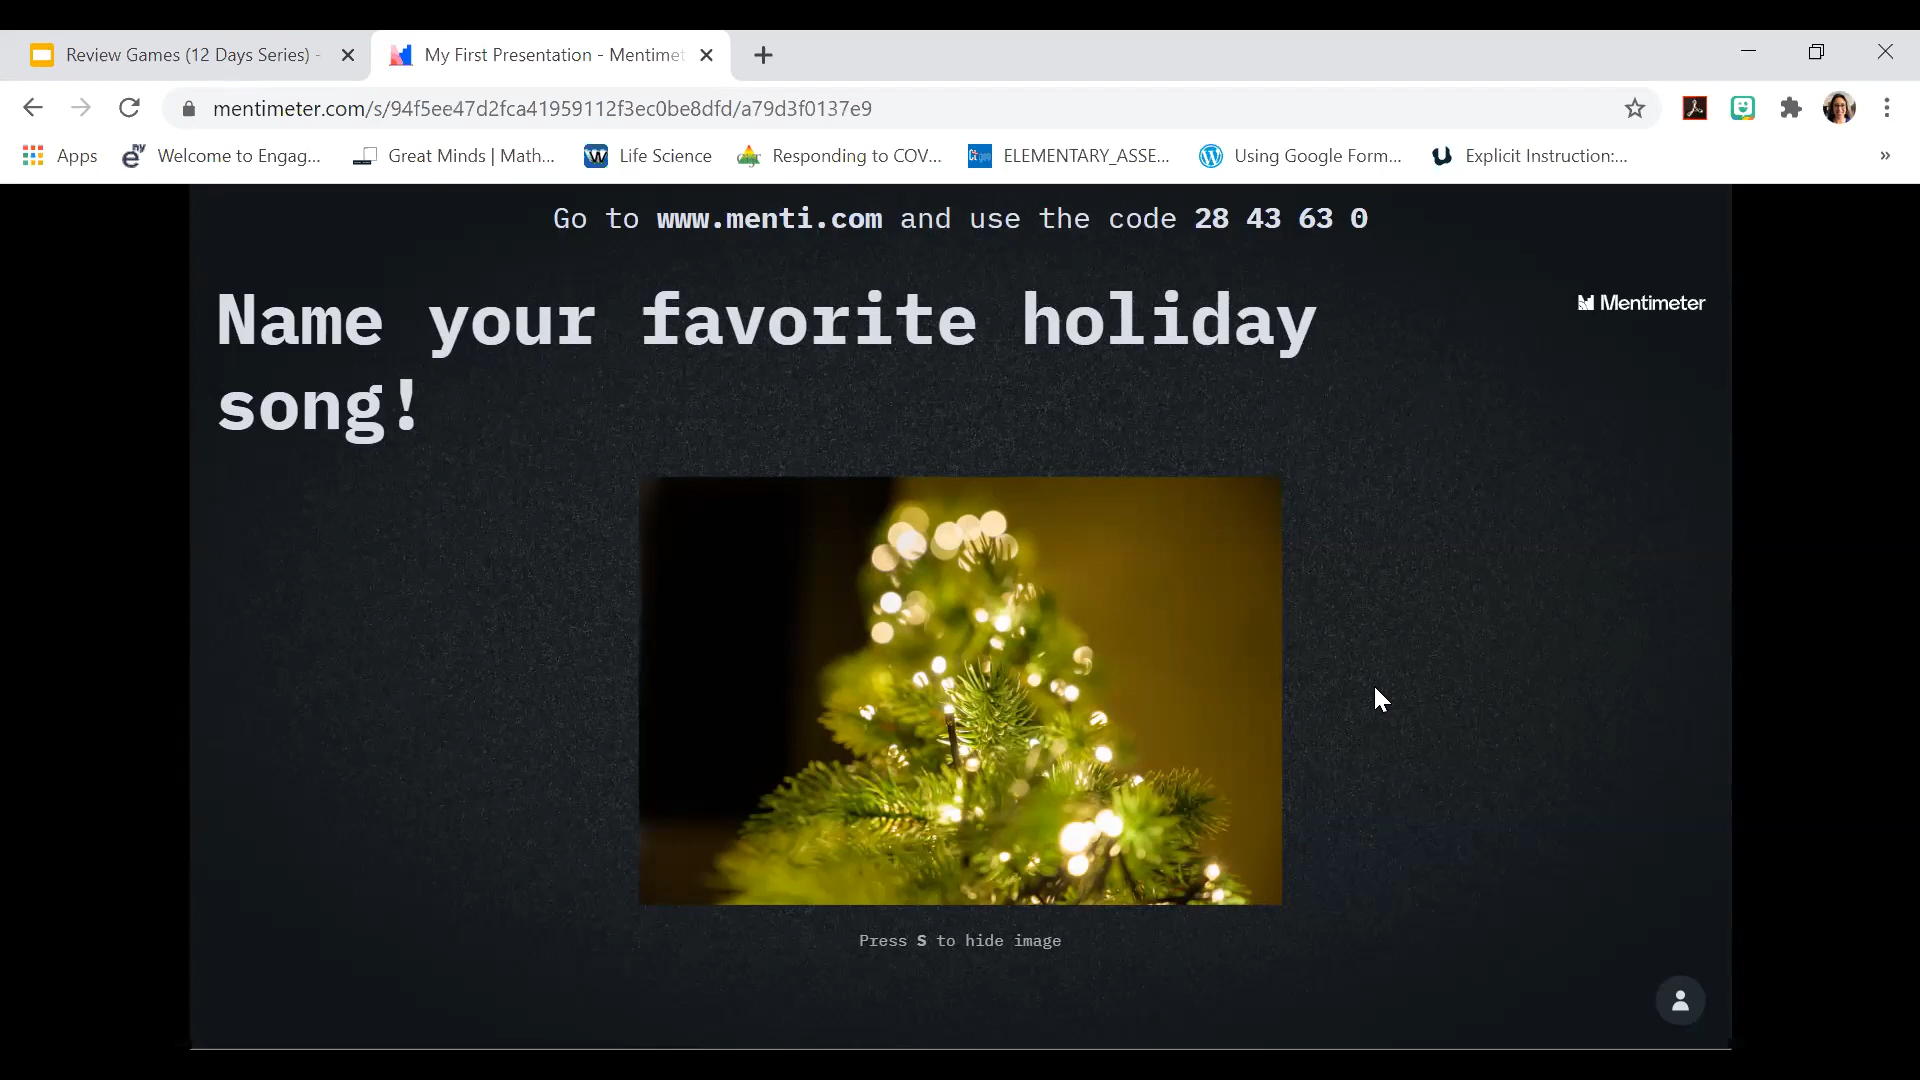 Review Games (12 Days Series) -
My First Presentation - Mentimet
mentimeter.com/s/94f5ee47d2fca41959112f3ec0be8dfd/a79d3f0137e9
Apps
Welcome to Engag...
Great Minds | Math...
Life Science
Responding to COV...
ELEMENTARY_ASSE...
Using Google Form...
Explicit Instruction:...
Go to www.menti.com and use the code 28 43 63 0
Name your favorite holiday
song!
Mentimeter
Press S to hide image